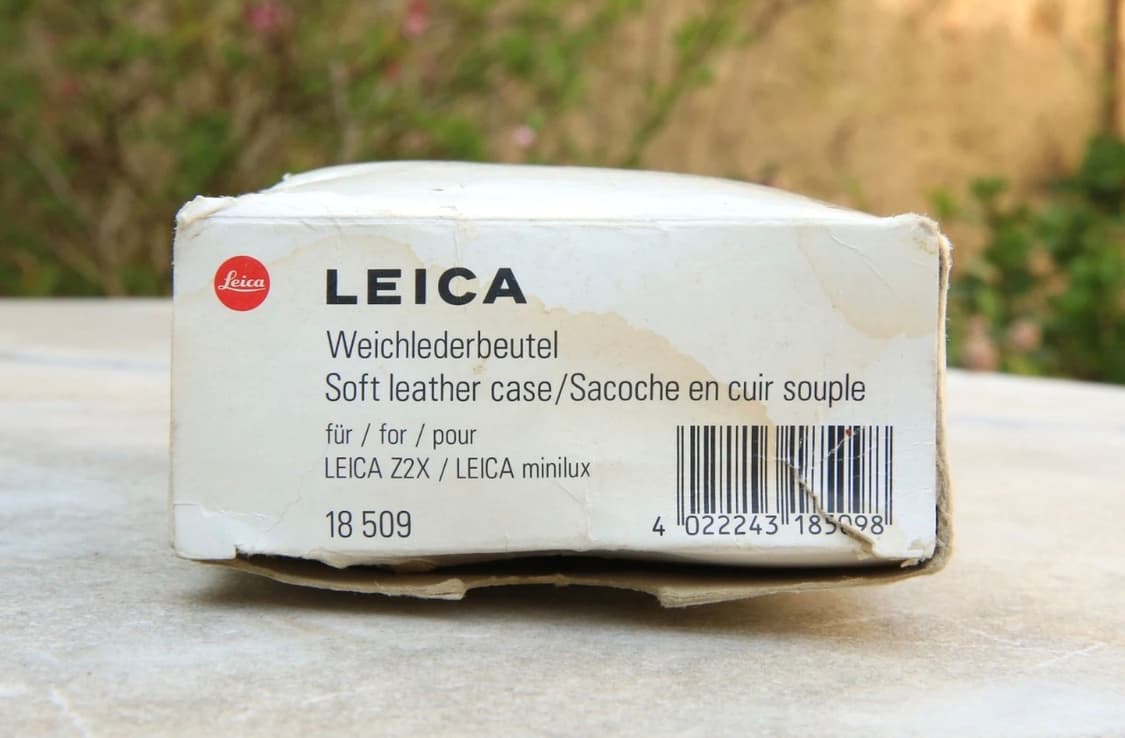 Leica
LEICA
Weichlederbeutel
Soft leather case/Sacoche en cuir souple
für / for / pour
LEICA Z2X / LEICA minilux
18 509
4 022243 185098